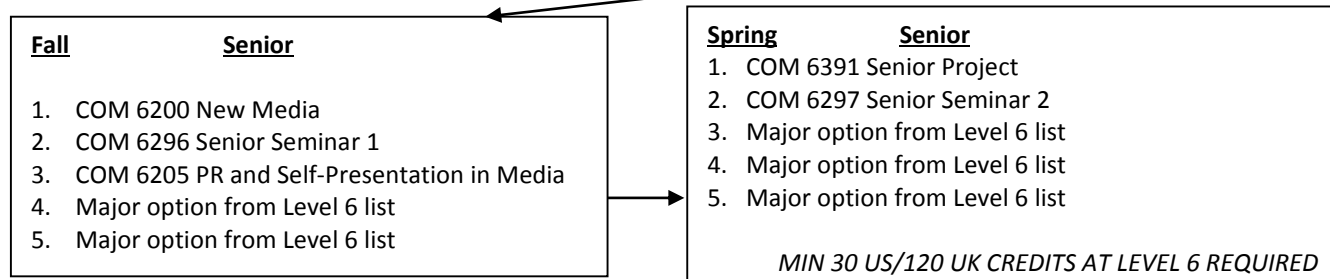 Fall Senior
1. COM 6200 New Media
2. COM 6296 Senior Seminar 1
3. COM 6205 PR and Self-Presentation in Media
4. Major option from Level 6 list
5. Major option from Level 6 list
Spring Senior
1. COM 6391 Senior Project
2. COM 6297 Senior Seminar 2
3. Major option from Level 6 list
4. Major option from Level 6 list
5. Major option from Level 6 list
MIN 30 US/120 UK CREDITS AT LEVEL 6 REQUIRED